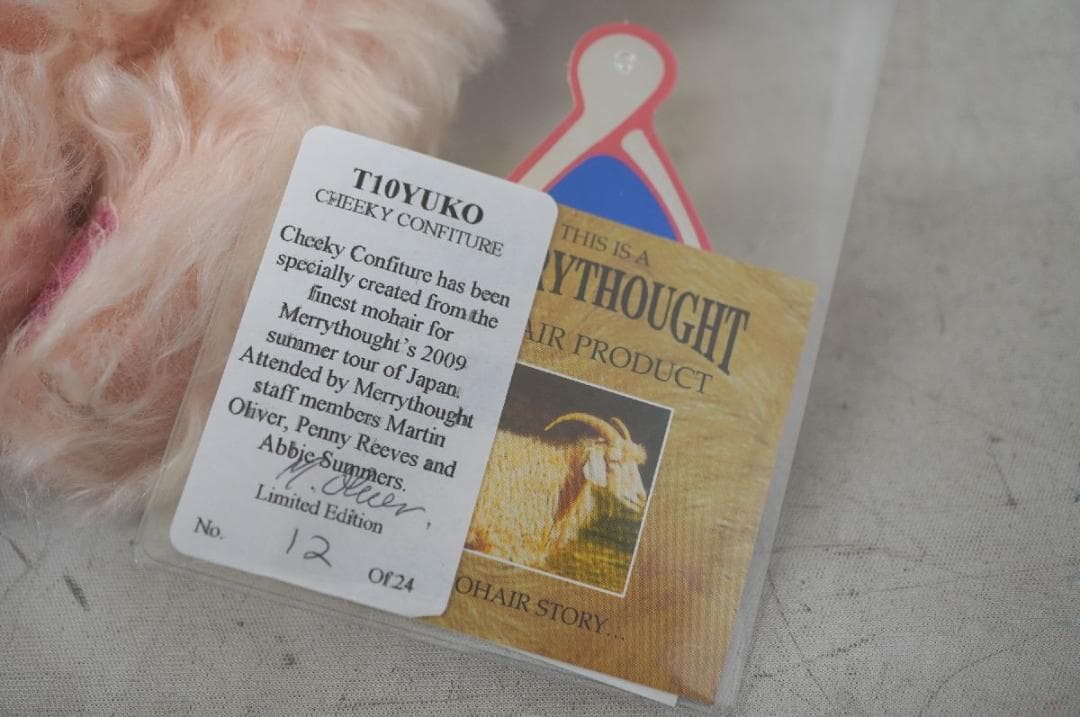 T10YUKO
CHEEKY CONFITURE
Cheeky Confiture has been
specially created from the
finest mohair for
Merrythought's 2009
summer tour of Japan.
Attended by Merrythought
staff members Martin
Oliver, Penny Reeves and
Abbie Summers.
M. Oliver,
Limited Edition
No. 12 Of 24
THIS IS A
RYTHOUGHT
AIR PRODUCT
OHAIR STORY...